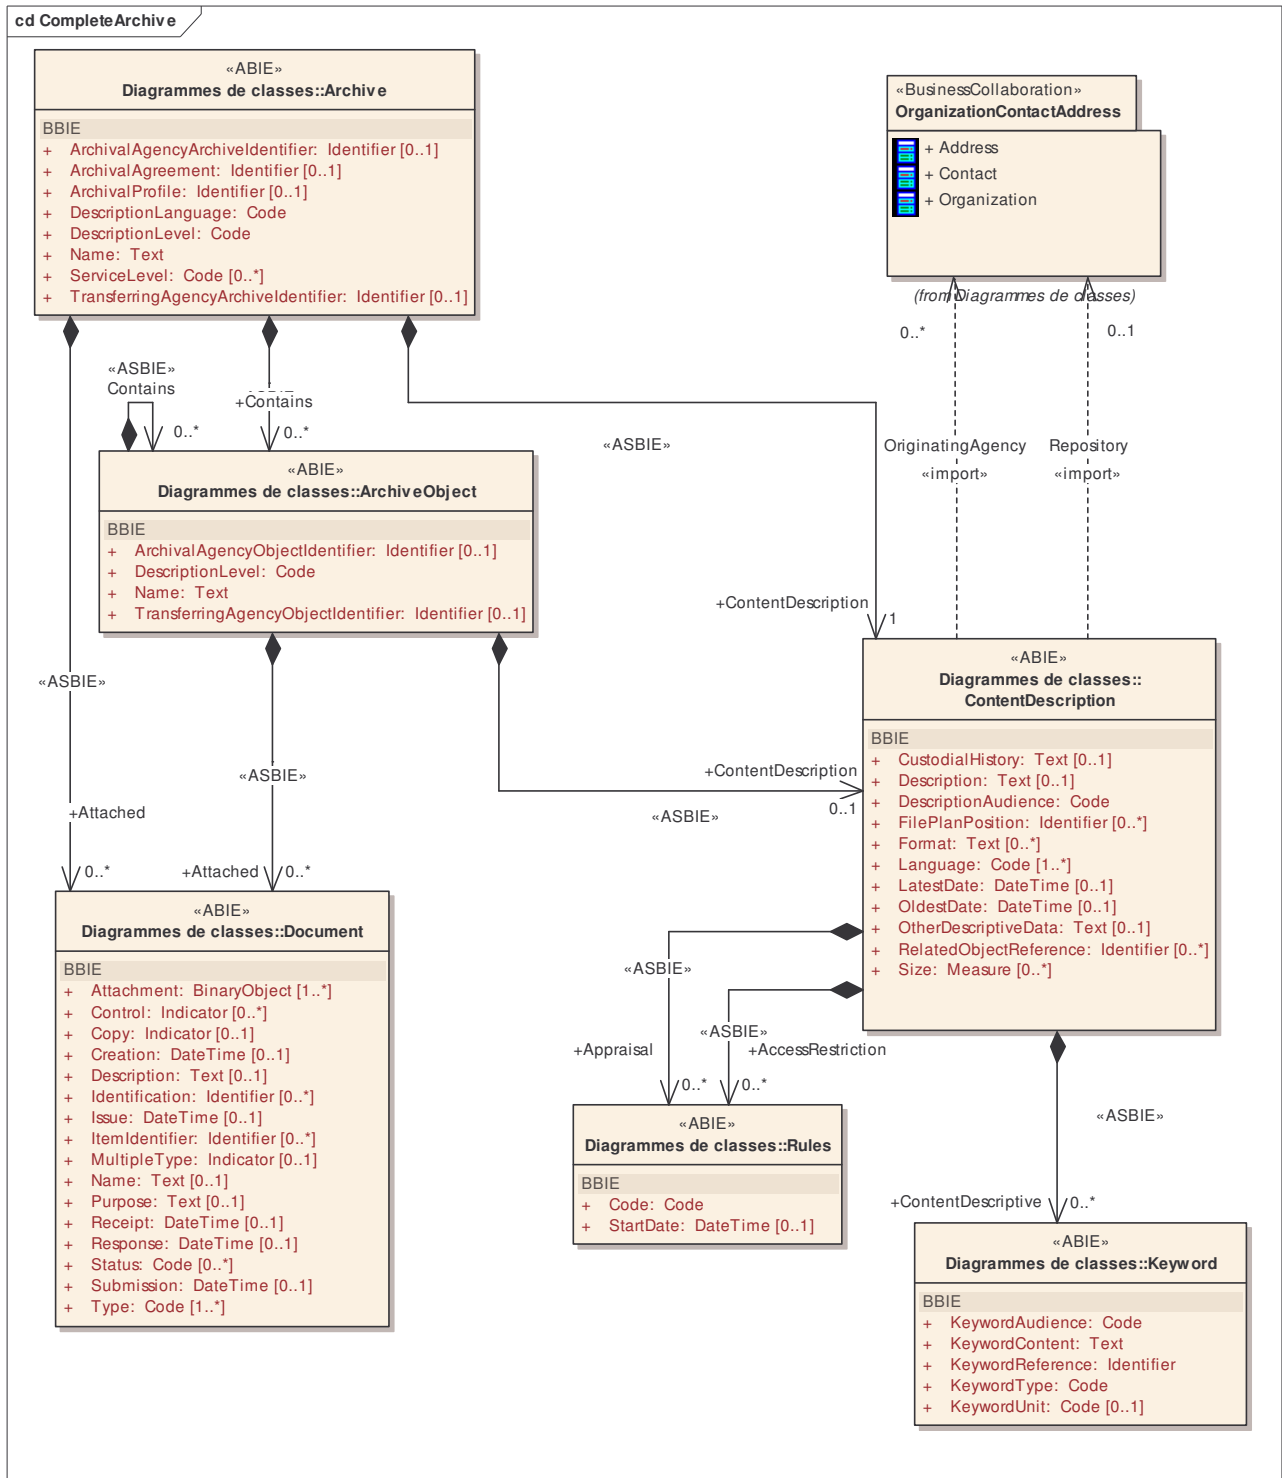 cd CompleteArchive
«ABIE»
Diagrammes de classes::Archive
BBIE
+ ArchivalAgencyArchiveIdentifier: Identifier [0..1]
+ ArchivalAgreement: Identifier [0..1]
+ ArchivalProfile: Identifier [0..1]
+ DescriptionLanguage: Code
+ DescriptionLevel: Code
+ Name: Text
+ ServiceLevel: Code [0..*]
+ TransferringAgencyArchiveIdentifier: Identifier [0..1]
«BusinessCollaboration»
OrganizationContactAddress
+ Address
+ Contact
+ Organization
(from Diagrammes de classes)
0..*
0..1
«ASBIE»
Contains
0..*
+Contains
0..*
«ASBIE»
OriginatingAgency
«import»
Repository
«import»
«ABIE»
Diagrammes de classes::ArchiveObject
BBIE
+ ArchivalAgencyObjectIdentifier: Identifier [0..1]
+ DescriptionLevel: Code
+ Name: Text
+ TransferringAgencyObjectIdentifier: Identifier [0..1]
+ContentDescription
1
«ASBIE»
«ASBIE»
+ContentDescription
0..1
«ASBIE»
+Attached
0..*
+Attached
0..*
«ABIE»
Diagrammes de classes::
ContentDescription
BBIE
+ CustodialHistory: Text [0..1]
+ Description: Text [0..1]
+ DescriptionAudience: Code
+ FilePlanPosition: Identifier [0..*]
+ Format: Text [0..*]
+ Language: Code [1..*]
+ LatestDate: DateTime [0..1]
+ OldestDate: DateTime [0..1]
+ OtherDescriptiveData: Text [0..1]
+ RelatedObjectReference: Identifier [0..*]
+ Size: Measure [0..*]
«ABIE»
Diagrammes de classes::Document
BBIE
+ Attachment: BinaryObject [1..*]
+ Control: Indicator [0..*]
+ Copy: Indicator [0..1]
+ Creation: DateTime [0..1]
+ Description: Text [0..1]
+ Identification: Identifier [0..*]
+ Issue: DateTime [0..1]
+ ItemIdentifier: Identifier [0..*]
+ MultipleType: Indicator [0..1]
+ Name: Text [0..1]
+ Purpose: Text [0..1]
+ Receipt: DateTime [0..1]
+ Response: DateTime [0..1]
+ Status: Code [0..*]
+ Submission: DateTime [0..1]
+ Type: Code [1..*]
«ASBIE»
+Appraisal
0..*
«ASBIE»
+AccessRestriction
0..*
«ABIE»
Diagrammes de classes::Rules
BBIE
+ Code: Code
+ StartDate: DateTime [0..1]
«ASBIE»
+ContentDescriptive
0..*
«ABIE»
Diagrammes de classes::Keyword
BBIE
+ KeywordAudience: Code
+ KeywordContent: Text
+ KeywordReference: Identifier
+ KeywordType: Code
+ KeywordUnit: Code [0..1]